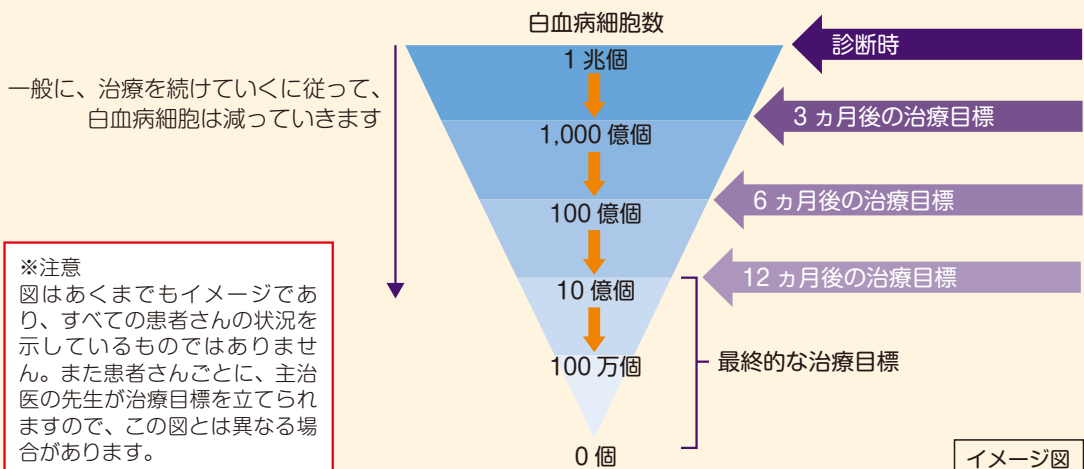 白血病細胞数
診断時
1 兆個
一般に、治療を続けていくに従って、
白血病細胞は減っていきます
3 ヵ月後の治療目標
1,000 億個
6 ヵ月後の治療目標
100 億個
12 ヵ月後の治療目標
10 億個
100 万個
最終的な治療目標
0 個
※注意
図はあくまでもイメージであ
り、すべての患者さんの状況を
示しているものではありませ
ん。また患者さんごとに、主治
医の先生が治療目標を立てられ
ますので、この図とは異なる場
合があります。
イメージ図